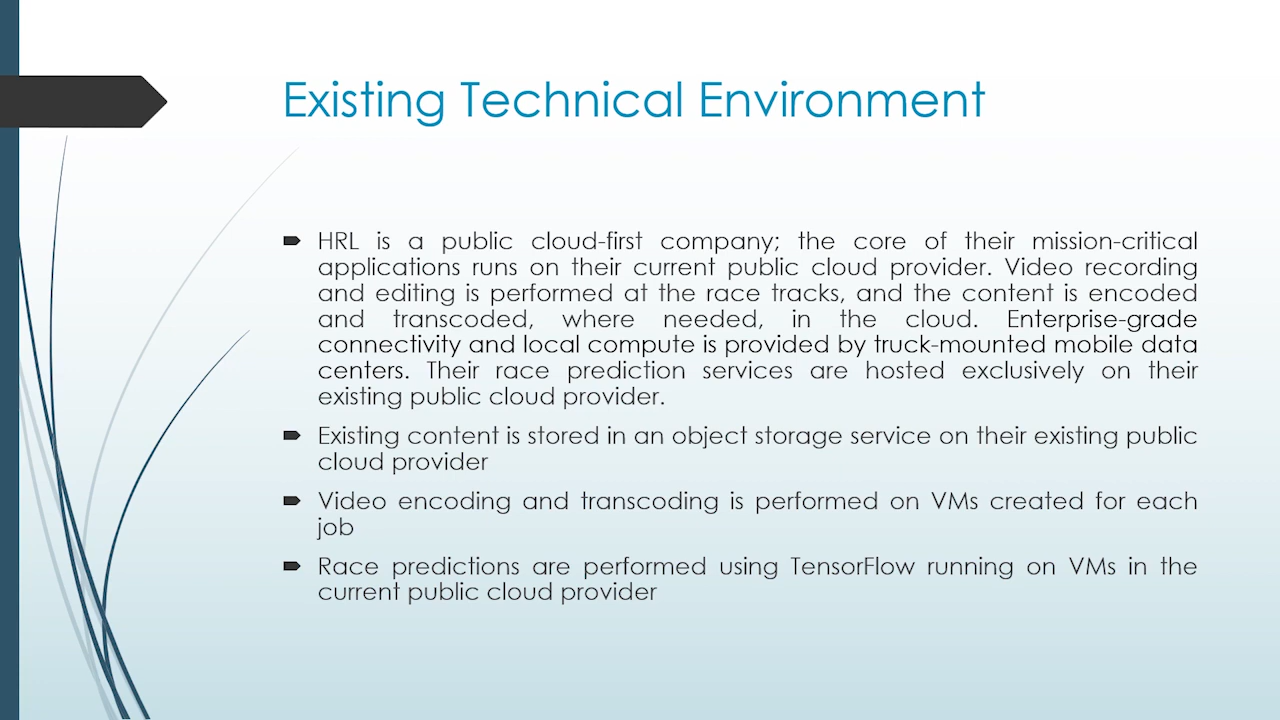 Existing Technical Environment
HRL is a public cloud-first company; the core of their mission-critical
applications runs on their current public cloud provider. Video recording
and editing is performed at the race tracks, and the content is encoded
and transcoded, where needed, in the cloud. Enterprise-grade
connectivity and local compute is provided by truck-mounted mobile data
centers. Their race prediction services are hosted exclusively on their
existing public cloud provider.
Existing content is stored in an object storage service on their existing public
cloud provider
Video encoding and transcoding is performed on VMs created for each
job
Race predictions are performed using TensorFlow running on VMs in the
current public cloud provider